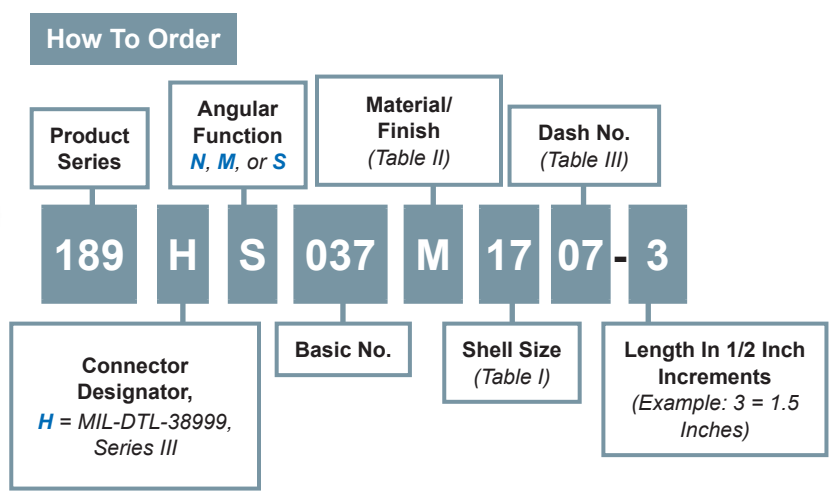 How To Order
Product
Series
Angular
Function
N, M, or S
Material/
Finish
(Table II)
Dash No.
(Table III)
189 H S 037 M 17 07 - 3
Connector
Designator,
H = MIL-DTL-38999,
Series III
Basic No.
Shell Size
(Table I)
Length In 1/2 Inch
Increments
(Example: 3 = 1.5
Inches)